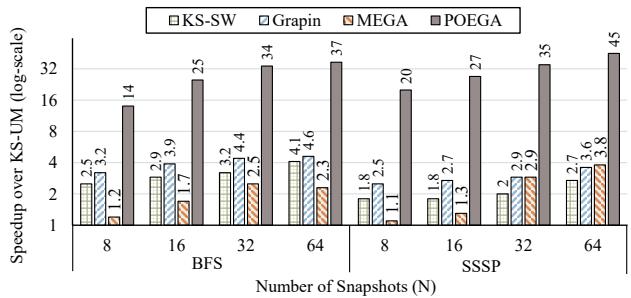 KS-SW Grapin MEGA POEGA
Speedup over KS-UM (log-scale)
32
16
8
4
2
1
2.5 3.2 1.2 14 2.9 3.9 1.7 25 3.2 4.4 2.5 34 4.1 4.6 2.3 37 1.8 2.5 1.1 20 1.8 2.7 1.3 27 2 2.9 2.9 35 2.7 3.6 3.8 45
8 16 32 64 8 16 32 64
BFS SSSP
Number of Snapshots (N)